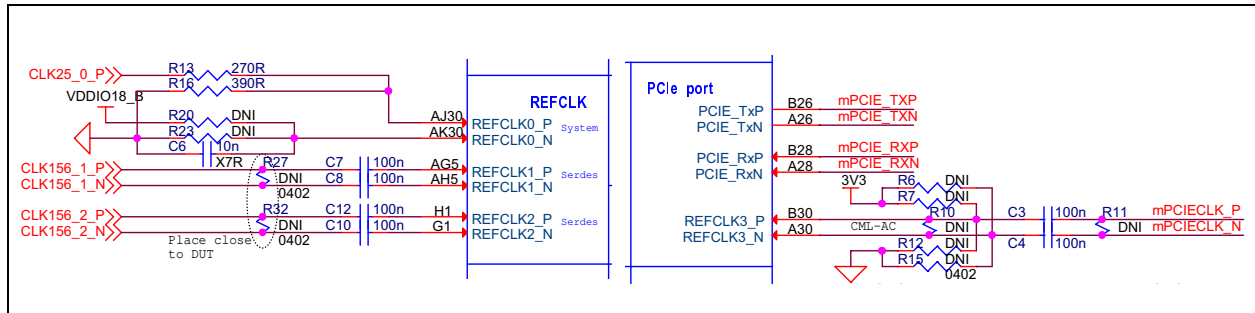 CLK25_0_P
R13 270R
R16 390R
VDDIO18_B
R20 DNI
R23 DNI
C6 10n
X7R
CLK156_1_P
CLK156_1_N
R27
DNI
0402
C7 100n
C8 100n
CLK156_2_P
CLK156_2_N
R32
DNI
0402
C12 100n
C10 100n
Place close
to DUT
REFCLK
AJ30 REFCLK0_P System
AK30 REFCLK0_N
AG5 REFCLK1_P Serdes
AH5 REFCLK1_N
H1 REFCLK2_P Serdes
G1 REFCLK2_N
PCIe port
PCIE_TxP B26 mPCIE_TXP
PCIE_TxN A26 mPCIE_TXN
PCIE_RxP B28 mPCIE_RXP
PCIE_RxN A28 mPCIE_RXN
REFCLK3_P B30
REFCLK3_N A30
3V3
R6 DNI
R7 DNI
R10
DNI
CML-AC
R12 DNI
R15 DNI
0402
C3 100n
C4 100n
R11
DNI
mPCIECLK_P
mPCIECLK_N